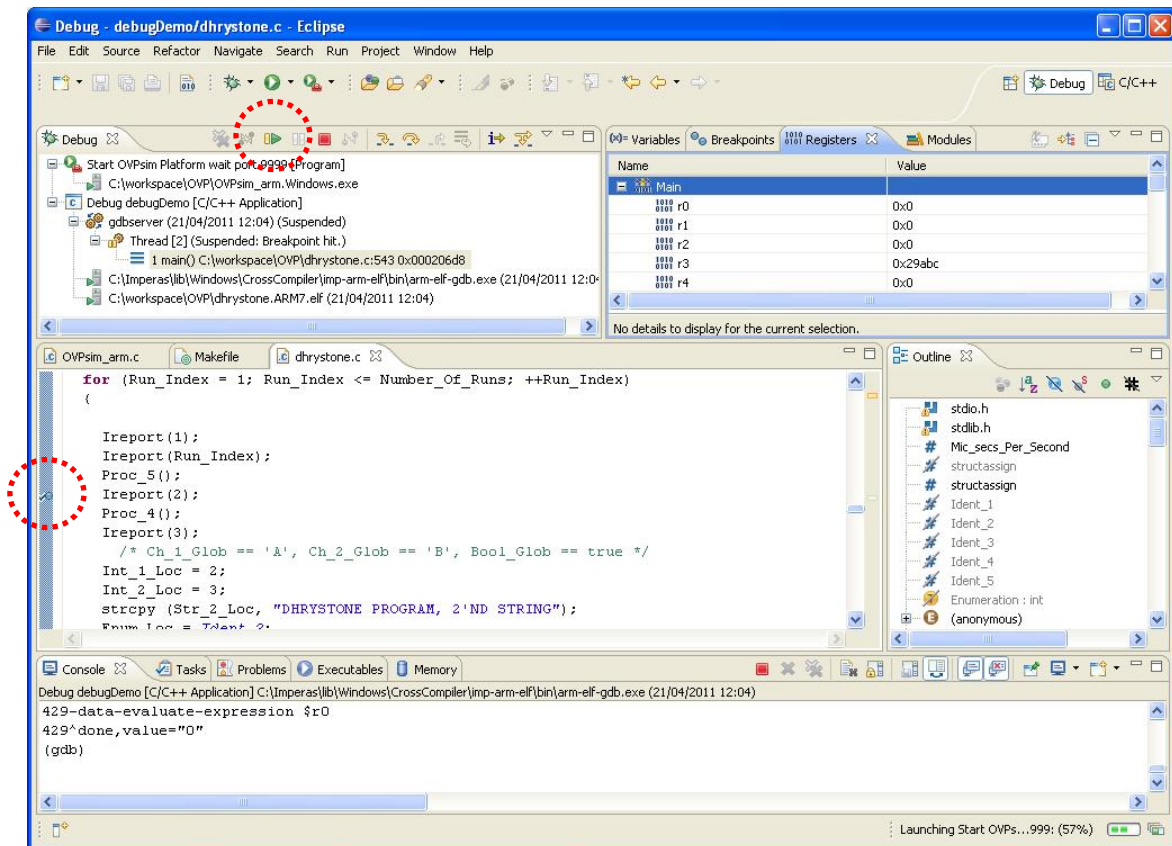 Debug - debugDemo/dhrystone.c - Eclipse
File Edit Source Refactor Navigate Search Run Project Window Help
Debug C/C++
Debug
Start OVPsim Platform wait port 9999 [Program]
C:\workspace\OVP\OVPsim_arm.Windows.exe
Debug debugDemo [C/C++ Application]
gdbserver (21/04/2011 12:04) (Suspended)
Thread [2] (Suspended: Breakpoint hit.)
1 main() C:\workspace\OVP\dhrystone.c:543 0x000206d8
C:\Imperas\lib\Windows\CrossCompiler\imp-arm-elf\bin\arm-elf-gdb.exe (21/04/2011 12:04
C:\workspace\OVP\dhrystone.ARM7.elf (21/04/2011 12:04)
(x)= Variables Breakpoints Registers Modules
Name Value
Main
r0 0x0
r1 0x0
r2 0x0
r3 0x29abc
r4 0x0
No details to display for the current selection.
OVPsim_arm.c Makefile dhrystone.c
for (Run_Index = 1; Run_Index <= Number_Of_Runs; ++Run_Index)
{
Ireport(1);
Ireport(Run_Index);
Proc_5();
Ireport(2);
Proc_4();
Ireport(3);
/* Ch_1_Glob == 'A', Ch_2_Glob == 'B', Bool_Glob == true */
Int_1_Loc = 2;
Int_2_Loc = 3;
strcpy (Str_2_Loc, "DHRYSTONE PROGRAM, 2'ND STRING");
Enum_Loc = Ident_2;
Outline
stdio.h
stdlib.h
Mic_secs_Per_Second
structassign
structassign
Ident_1
Ident_2
Ident_3
Ident_4
Ident_5
Enumeration : int
(anonymous)
Console Tasks Problems Executables Memory
Debug debugDemo [C/C++ Application] C:\Imperas\lib\Windows\CrossCompiler\imp-arm-elf\bin\arm-elf-gdb.exe (21/04/2011 12:04)
429-data-evaluate-expression $r0
429^done,value="0"
(gdb)
Launching Start OVPs...999: (57%)